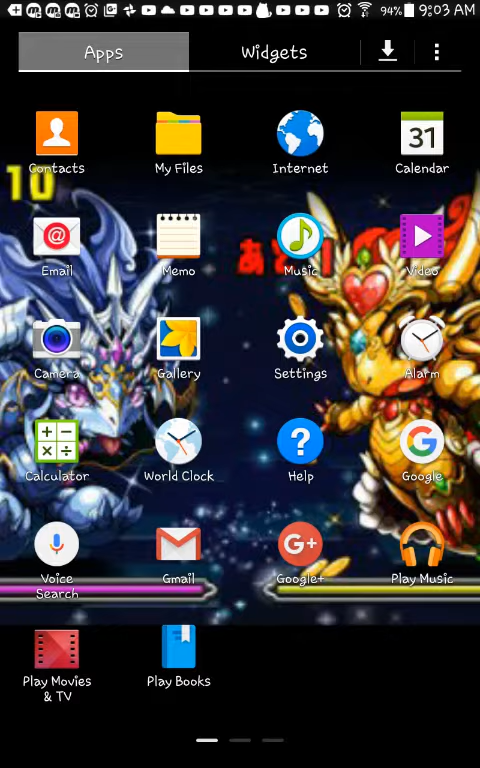 94% 9:03 AM
Apps Widgets
31
Contacts My Files Internet Calendar
10
@
Email Memo Music Video
Camera Gallery Settings Alarm
?
G
Calculator World Clock Help Google
G+
Voice Search Gmail Google+ Play Music
Play Movies & TV Play Books